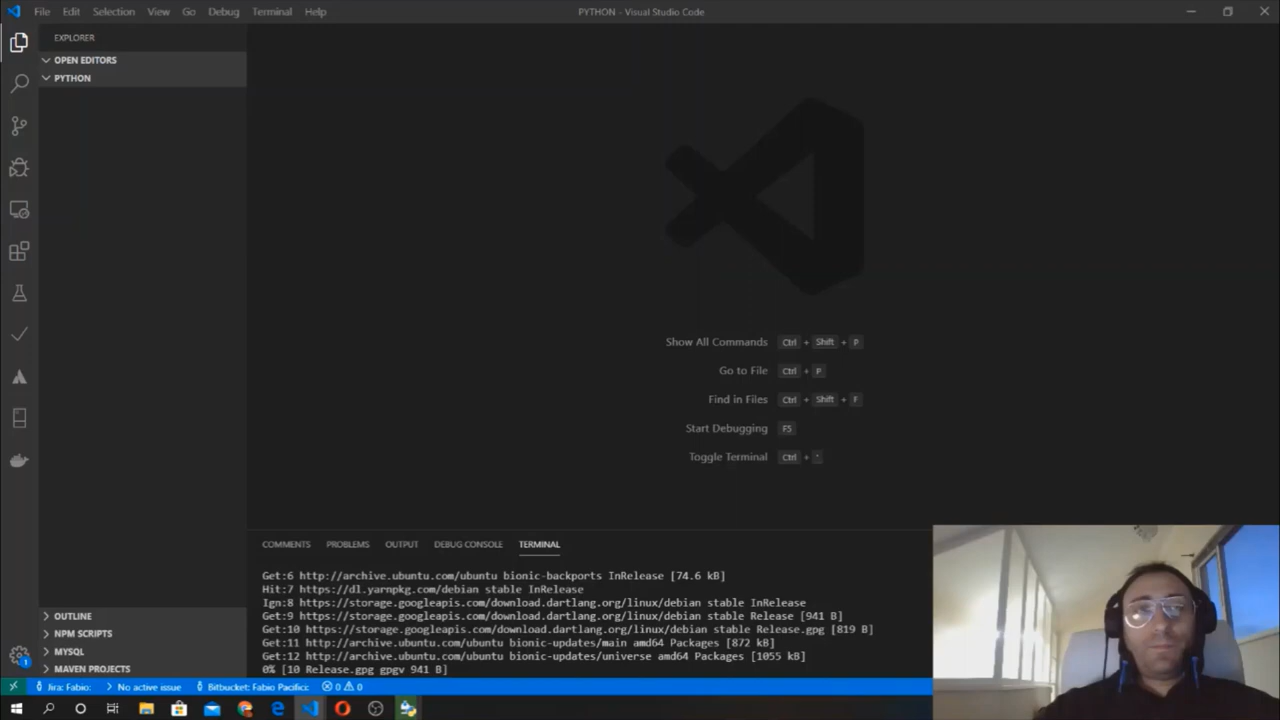 File Edit Selection View Go Debug Terminal Help
PYTHON - Visual Studio Code
EXPLORER
OPEN EDITORS
PYTHON
Show All Commands Ctrl + Shift + P
Go to File Ctrl + P
Find in Files Ctrl + Shift + F
Start Debugging F5
Toggle Terminal Ctrl + `
COMMENTS PROBLEMS OUTPUT DEBUG CONSOLE TERMINAL
Get:6 http://archive.ubuntu.com/ubuntu bionic-backports InRelease [74.6 kB]
Hit:7 https://dl.yarnpkg.com/debian stable InRelease
Ign:8 https://storage.googleapis.com/download.dartlang.org/linux/debian stable InRelease
Get:9 https://storage.googleapis.com/download.dartlang.org/linux/debian stable Release [941 B]
Get:10 https://storage.googleapis.com/download.dartlang.org/linux/debian stable Release.gpg [819 B]
Get:11 http://archive.ubuntu.com/ubuntu bionic-updates/main amd64 Packages [872 kB]
Get:12 http://archive.ubuntu.com/ubuntu bionic-updates/universe amd64 Packages [1055 kB]
0% [10 Release.gpg gpgv 941 B]
OUTLINE
NPM SCRIPTS
MYSQL
MAVEN PROJECTS
1
Jira: Fabio: No active issue Bitbucket: Fabio Pacific: 0 0